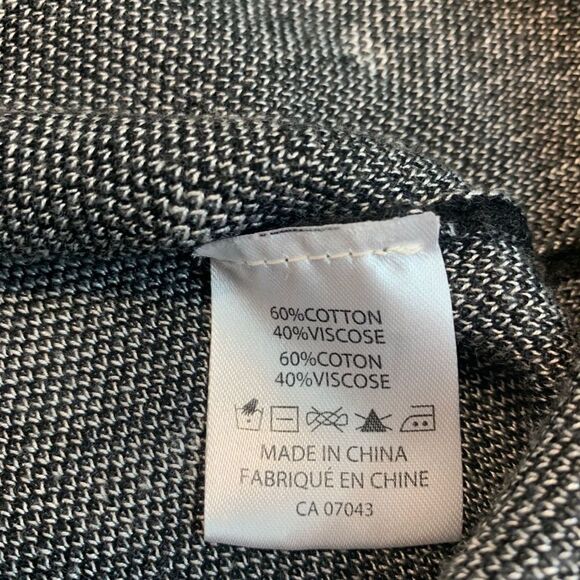 60%COTTON
40%VISCOSE
60%COTON
40%VISCOSE
MADE IN CHINA
FABRIQUÉ EN CHINE
CA 07043